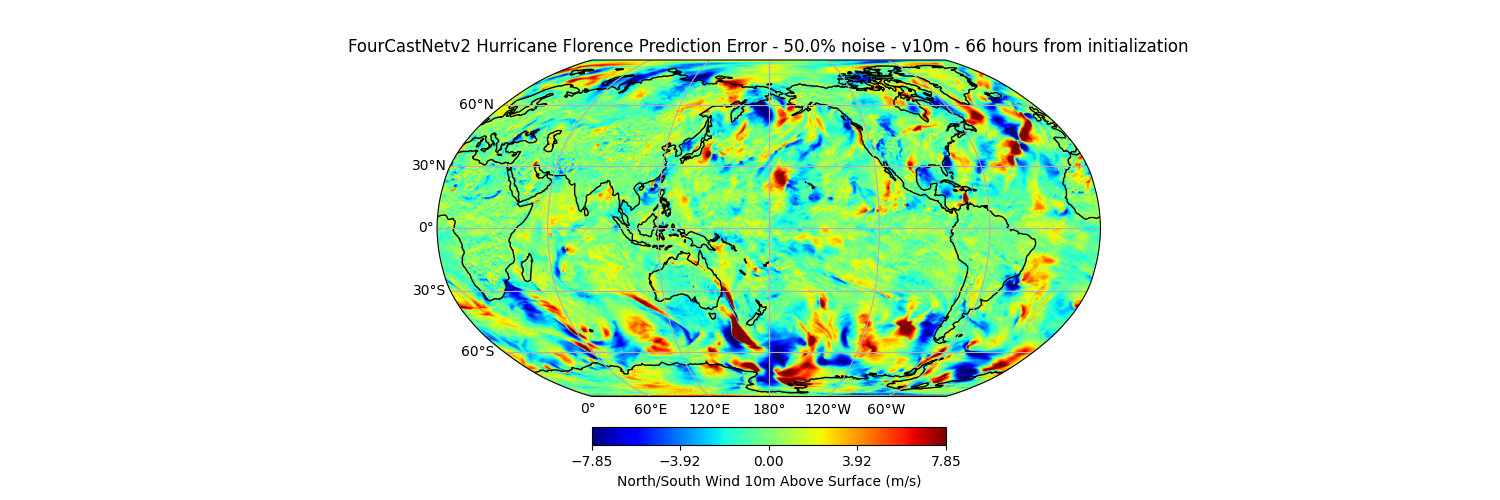 FourCastNetv2 Hurricane Florence Prediction Error - 50.0% noise - v10m - 66 hours from initialization
60°N
30°N
0°
30°S
60°S
0° 60°E 120°E 180° 120°W 60°W
−7.85 −3.92 0.00 3.92 7.85
North/South Wind 10m Above Surface (m/s)